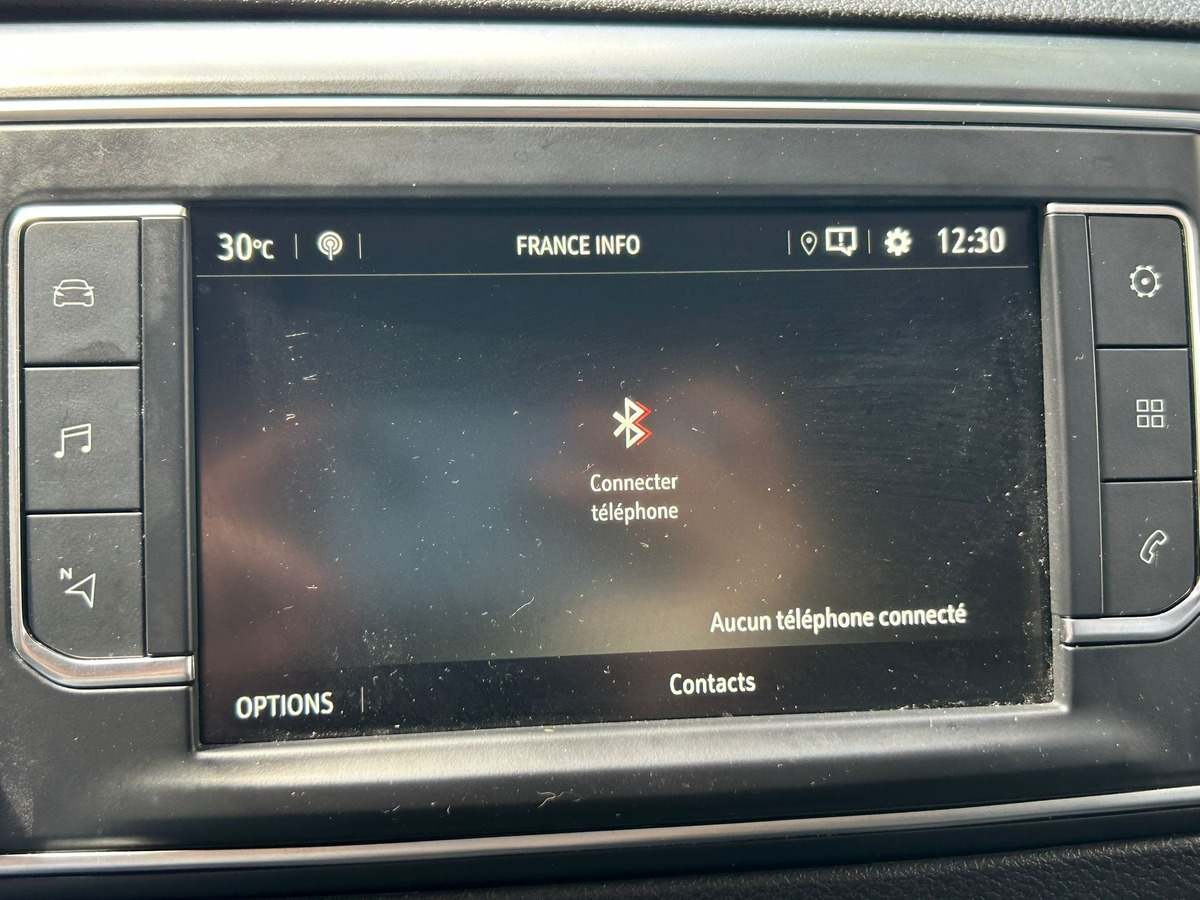 30°C
FRANCE INFO
12:30
Connecter
téléphone
Aucun téléphone connecté
OPTIONS
Contacts
N